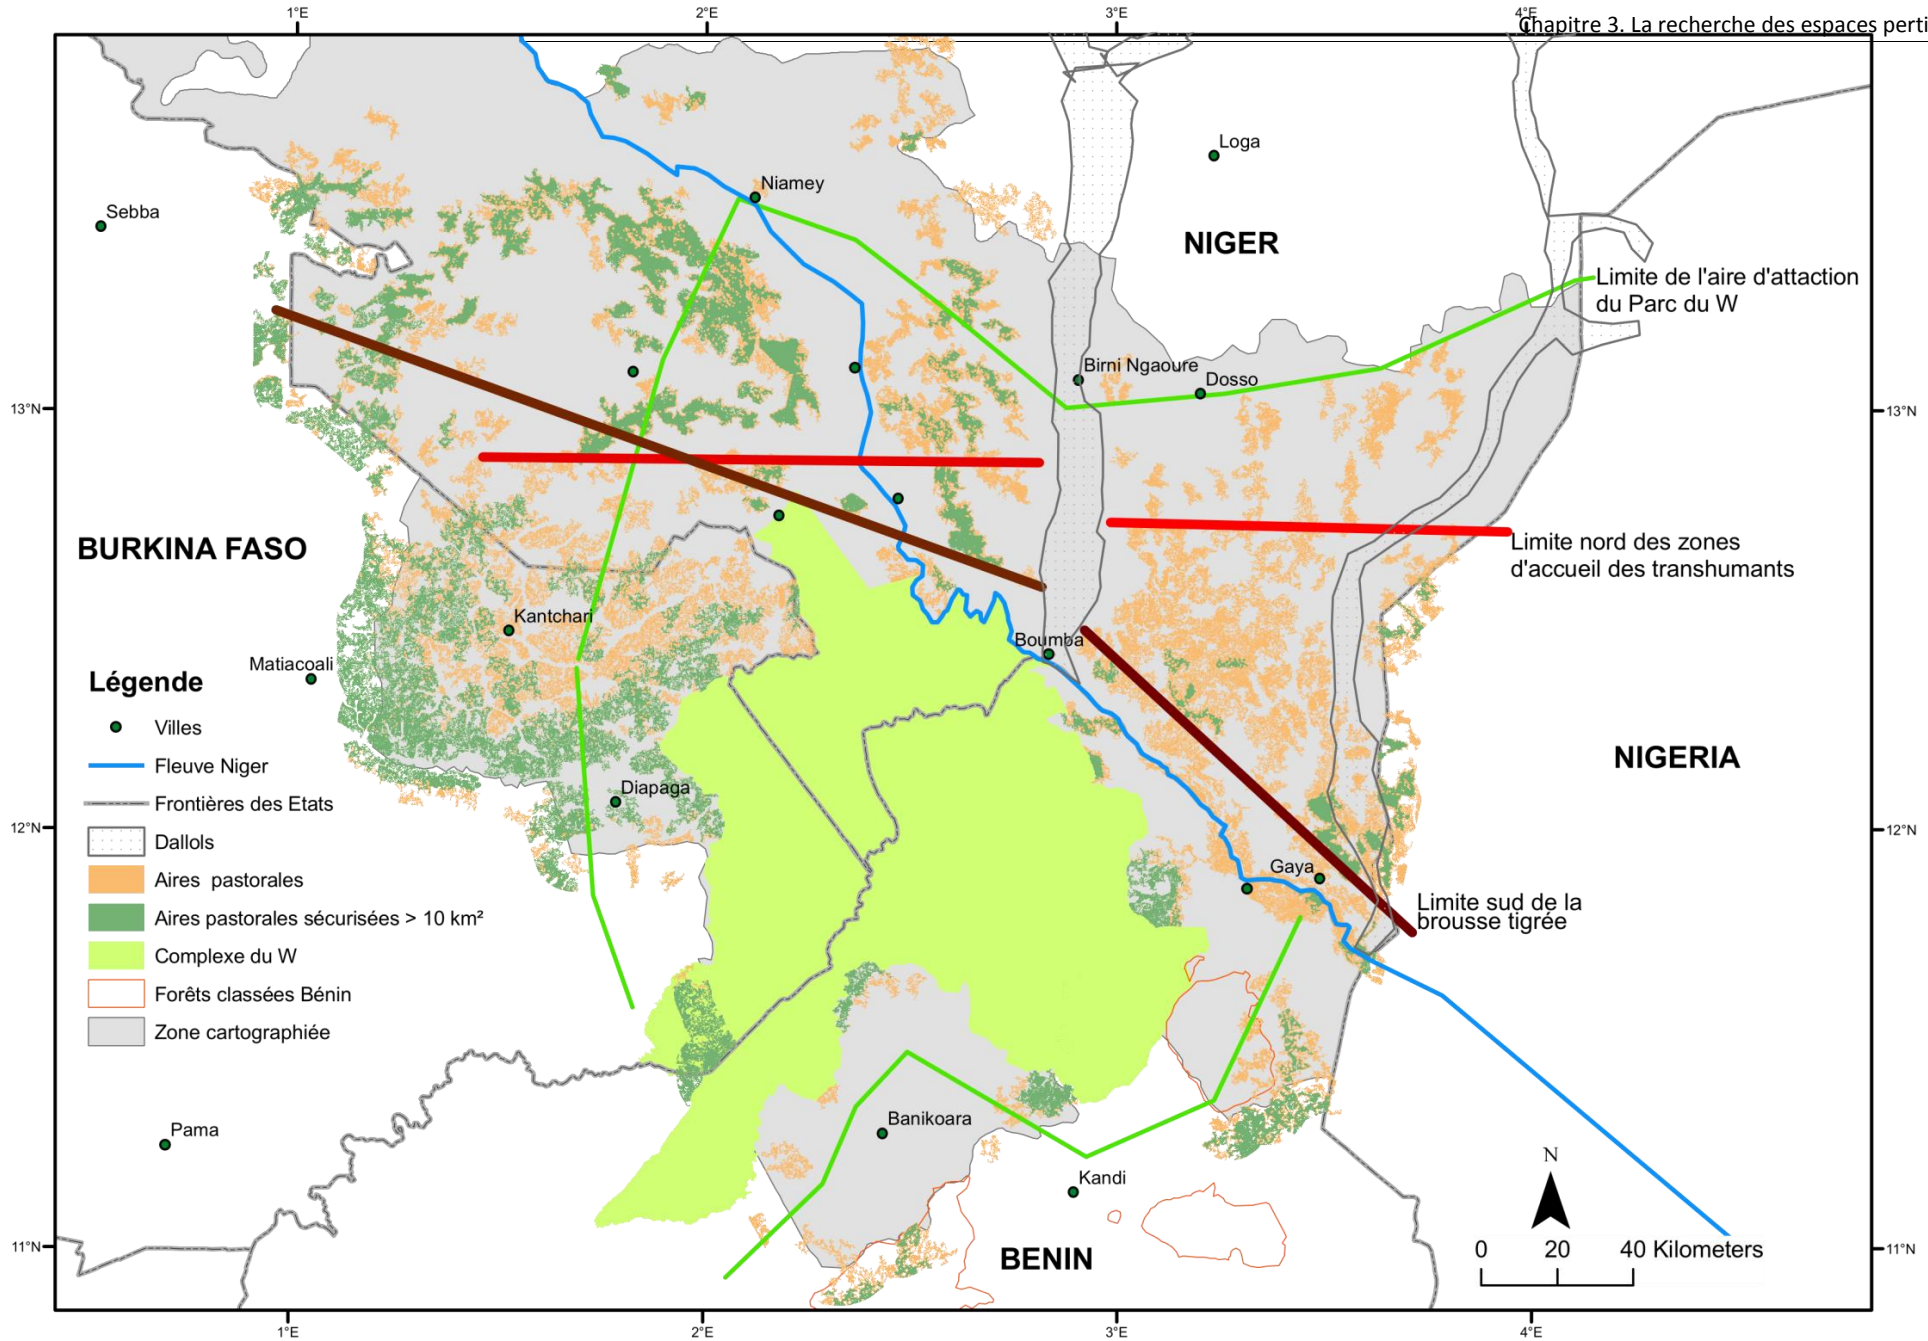 Chapitre 3. La recherche des espaces perti
1°E
2°E
3°E
4°E
Loga
Niamey
Sebba
NIGER
Limite de l'aire d'attaction
du Parc du W
Birni Ngaoure
Dosso
13°N
13°N
BURKINA FASO
Limite nord des zones
d'accueil des transhumants
Kantchari
Boumba
Matiacoali
Légende
Villes
Fleuve Niger
Frontières des Etats
Dallols
Aires pastorales
Aires pastorales sécurisées > 10 km²
Complexe du W
Forêts classées Bénin
Zone cartographiée
NIGERIA
Diapaga
12°N
12°N
Gaya
Limite sud de la
brousse tigrée
Banikoara
Pama
Kandi
N
BENIN
0 20 40 Kilometers
11°N
11°N
1°E
2°E
3°E
4°E